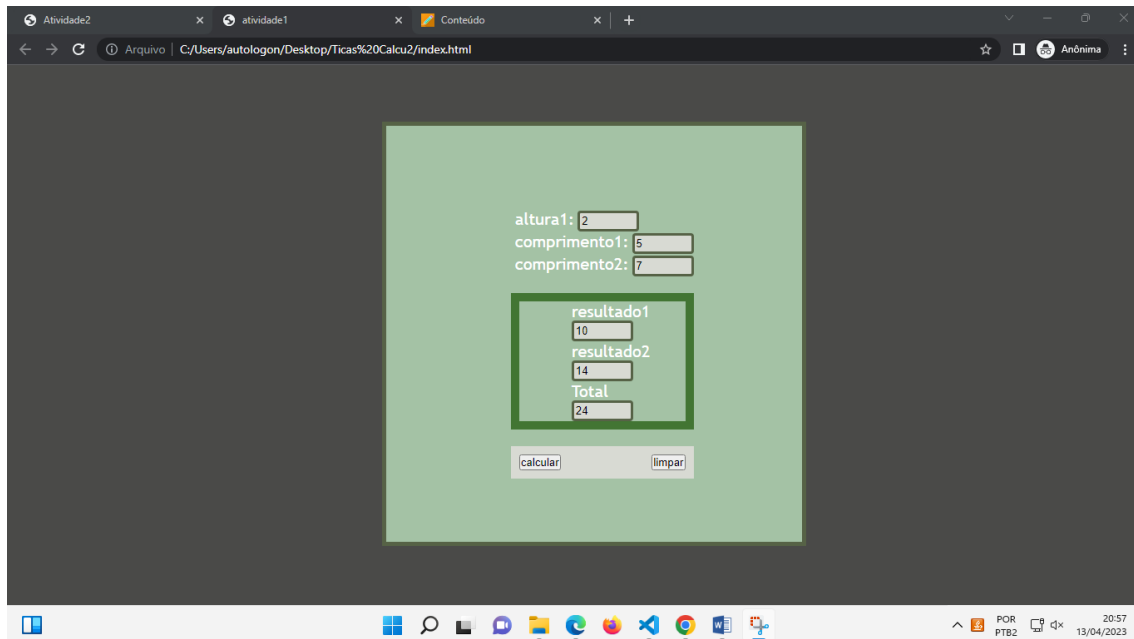 Atividade2
atividade1
Conteúdo
Arquivo
C:/Users/autologon/Desktop/Ticas%20Calcu2/index.html
Anônima
altura1: 2
comprimento1: 5
comprimento2: 7
resultado1
10
resultado2
14
Total
24
calcular
limpar
POR
PTB2
20:57
13/04/2023